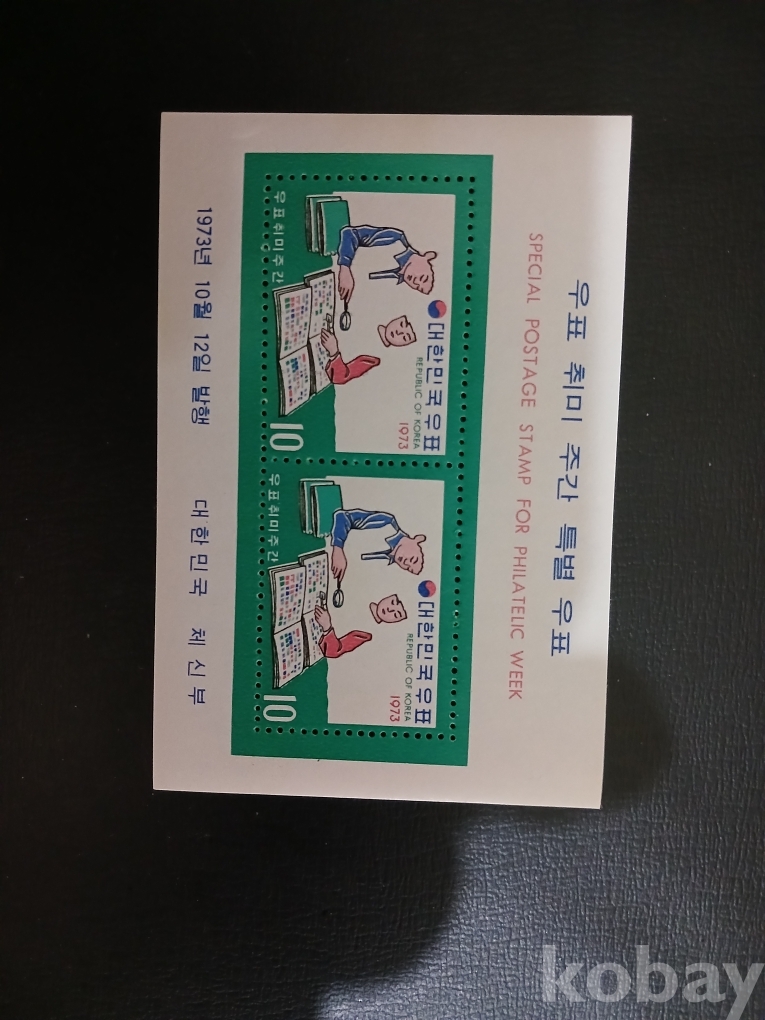 우표 취미 주간 특별 우표
SPECIAL POSTAGE STAMP FOR PHILATELIC WEEK
대한민국우표
REPUBLIC OF KOREA
1973
우표취미주간
10
대한민국우표
REPUBLIC OF KOREA
1973
우표취미주간
10
1973년 10월 12일 발행 대한민국 체신부
kobay